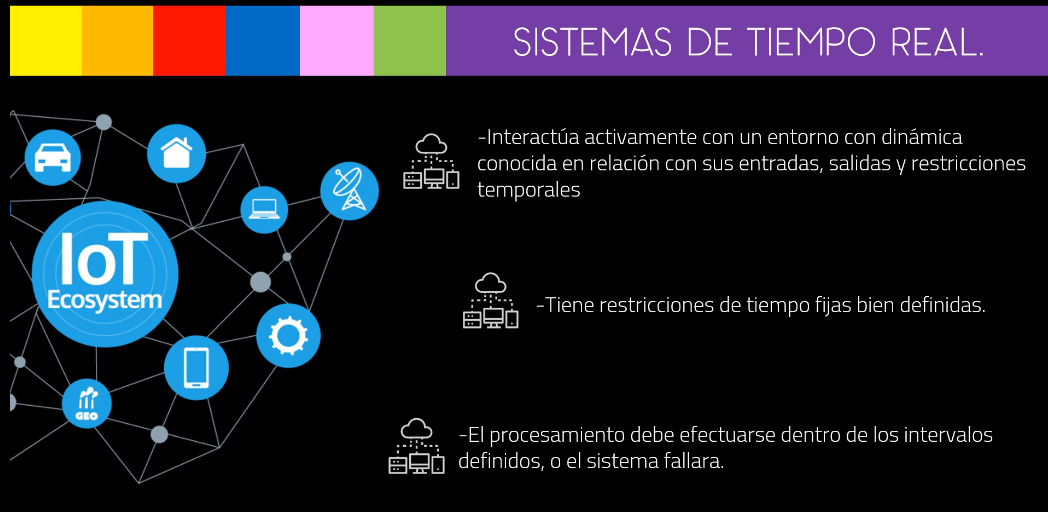 SISTEMAS DE TIEMPO REAL.
-Interactúa activamente con un entorno con dinámica
conocida en relación con sus entradas, salidas y restricciones
temporales
IoT
Ecosystem
-Tiene restricciones de tiempo fijas bien definidas.
GEO
-El procesamiento debe efectuarse dentro de los intervalos
definidos, o el sistema fallara.